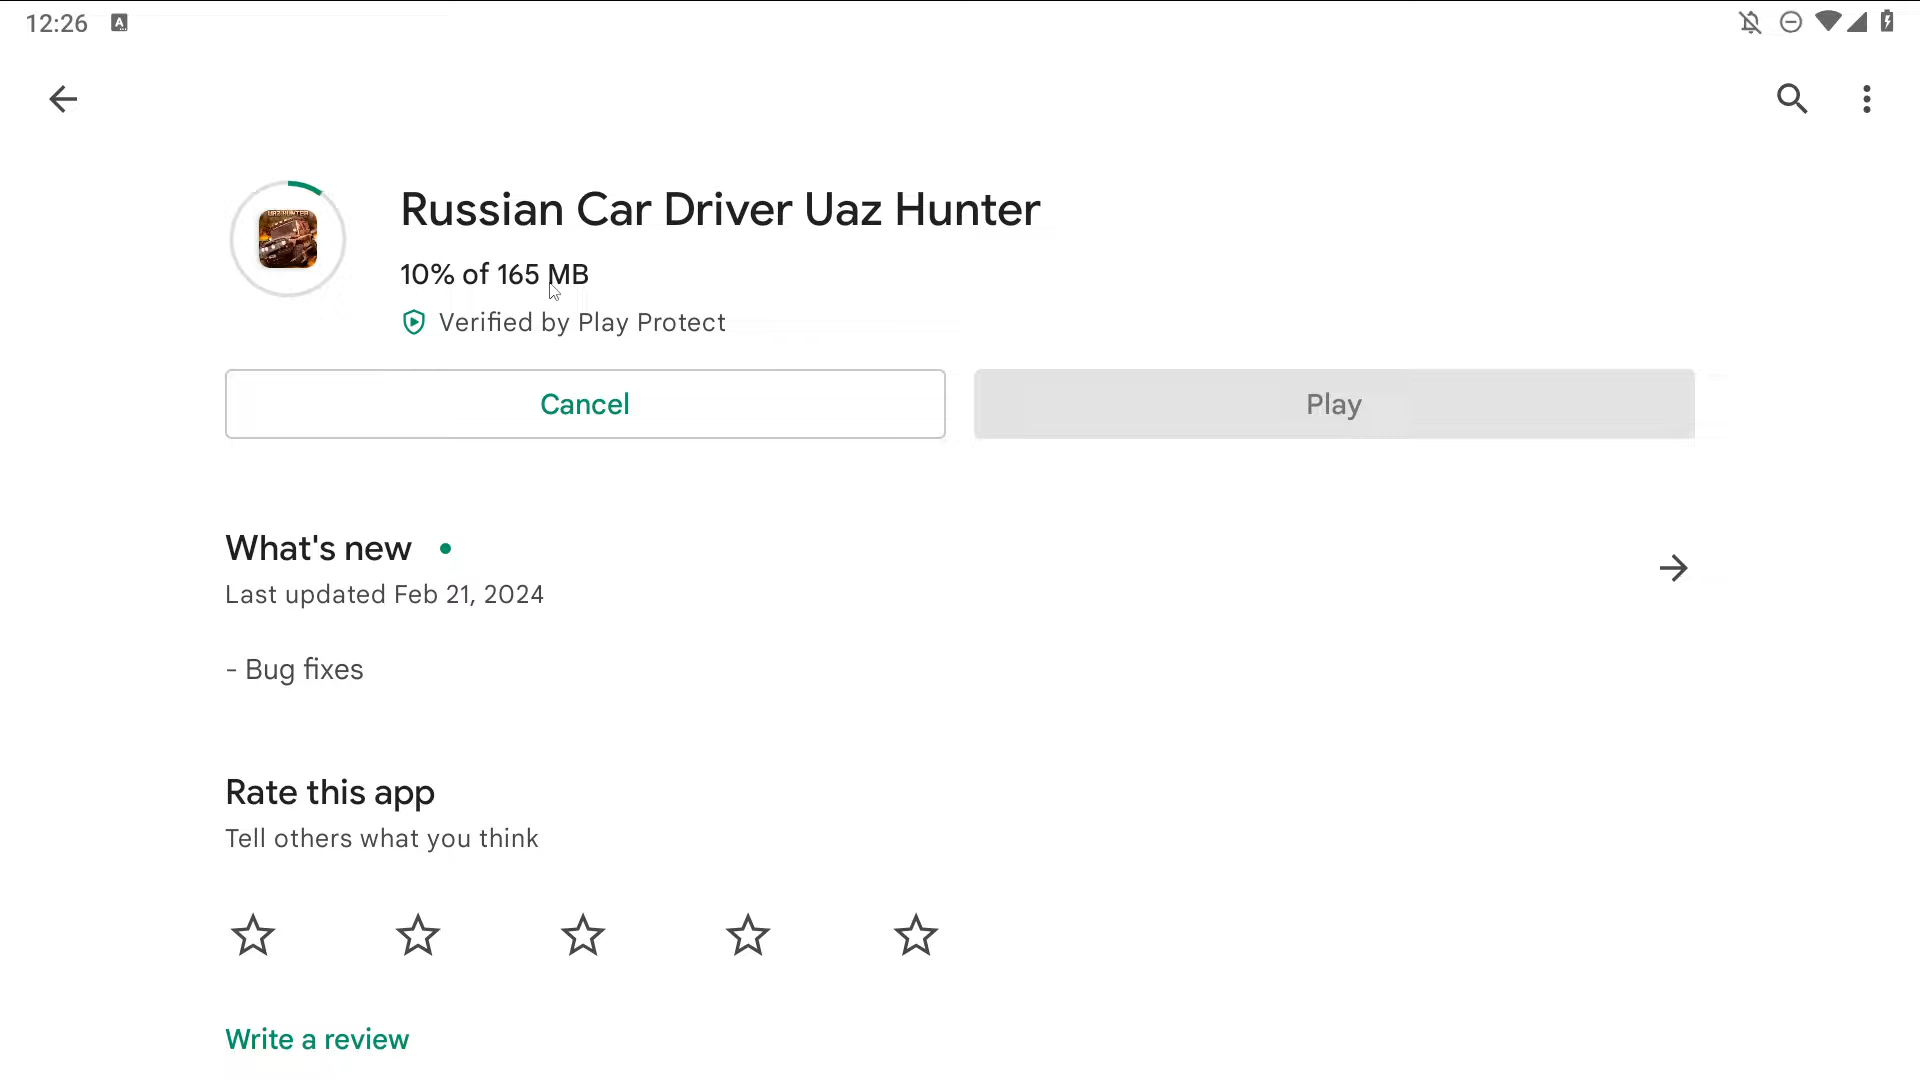 12:26
Russian Car Driver Uaz Hunter
10% of 165 MB
Verified by Play Protect
Cancel
Play
What's new
Last updated Feb 21, 2024
- Bug fixes
Rate this app
Tell others what you think
Write a review